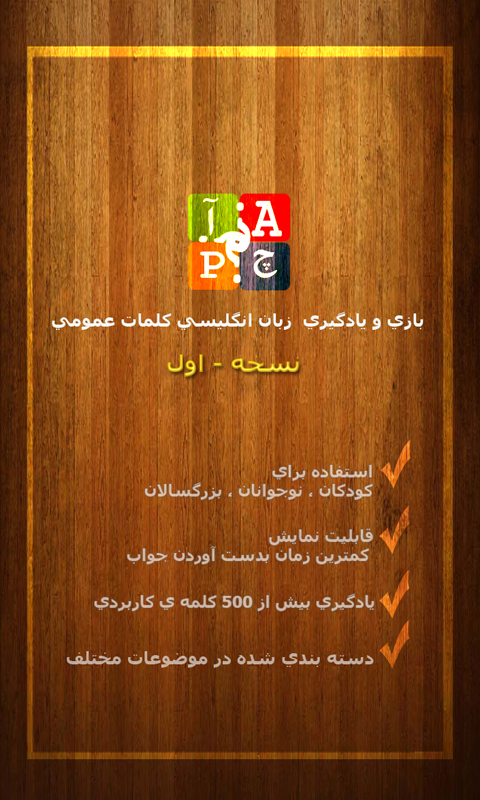 آ A
P چ
بازي و يادگيري زبان انگليسي كلمات عمومي
نسخه - اول
استفاده براي
كودكان ، نوجوانان ، بزرگسالان
قابليت نمايش
كمترين زمان بدست آوردن جواب
يادگيري بيش از 500 كلمه ي كاربردي
دسته بندي شده در موضوعات مختلف